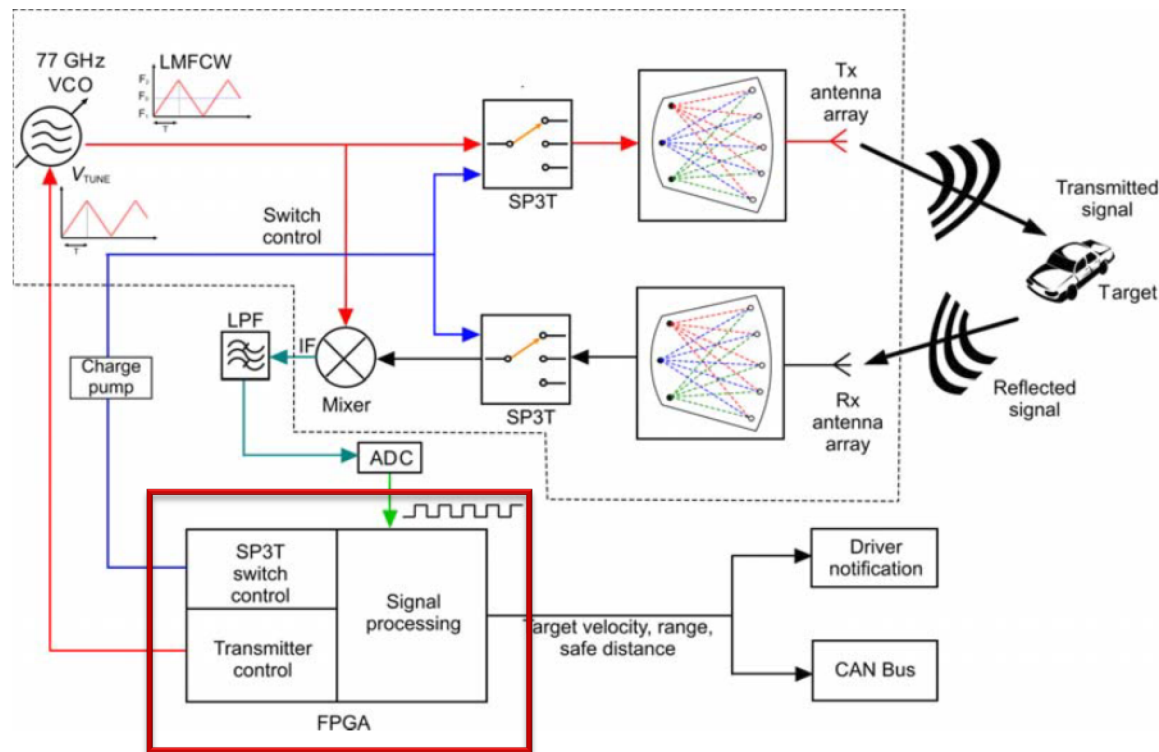 77 GHz
VCO
LMFCW
F₂
F₀
F₁
T
Tx
antenna
array
SP3T
V_TUNE
T
Switch
control
Transmitted
signal
Target
LPF
IF
Charge
pump
Mixer
SP3T
Rx
antenna
array
Reflected
signal
ADC
SP3T
switch
control
Signal
processing
Transmitter
control
FPGA
Target velocity, range,
safe distance
Driver
notification
CAN Bus